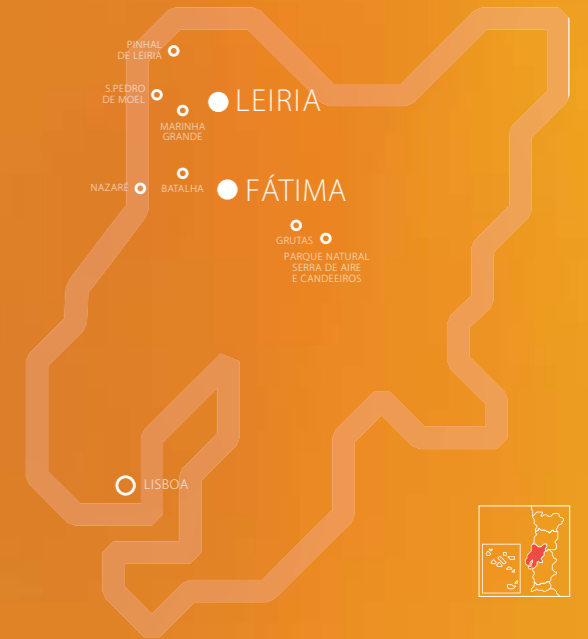 PINHAL
DE LEIRIA
S.PEDRO
DE MOEL
LEIRIA
MARINHA
GRANDE
NAZARÉ
BATALHA
FÁTIMA
GRUTAS
PARQUE NATURAL
SERRA DE AIRE
E CANDEEIROS
LISBOA